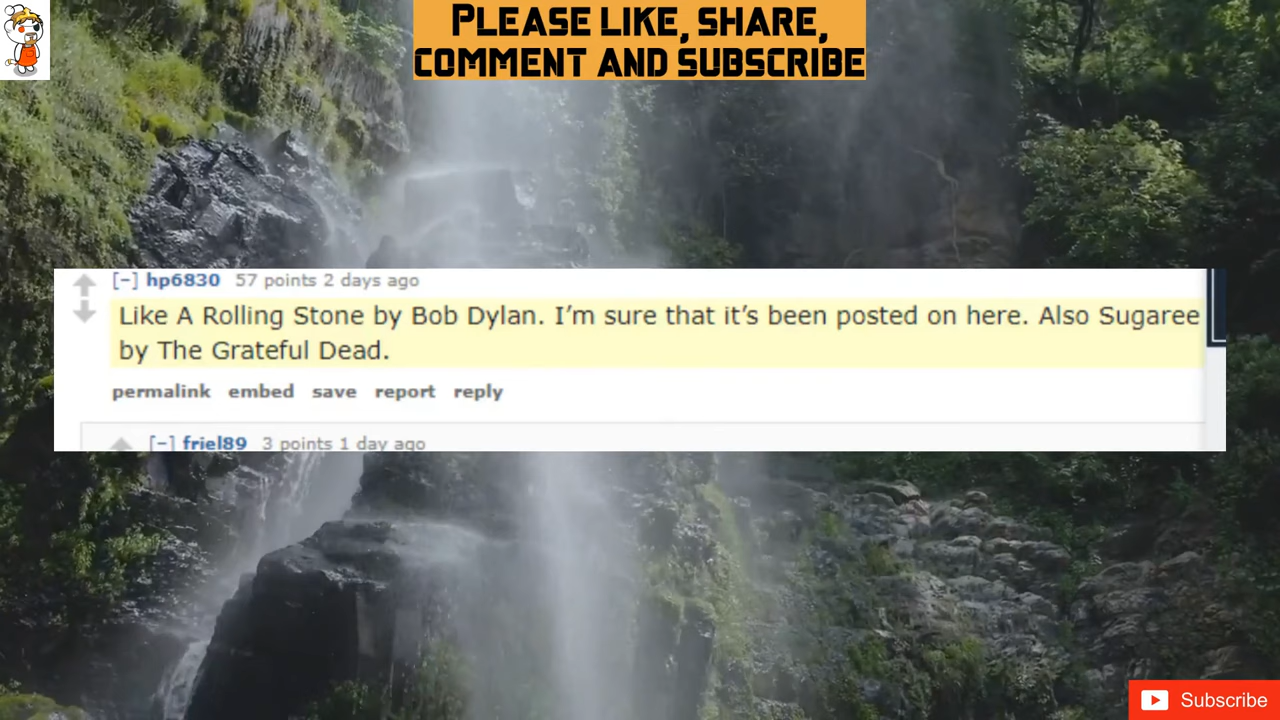 PLEASE LIKE, SHARE,
COMMENT AND SUBSCRIBE
[-] hp6830 57 points 2 days ago
Like A Rolling Stone by Bob Dylan. I'm sure that it's been posted on here. Also Sugaree
by The Grateful Dead.
permalink embed save report reply
[-] friel89 3 points 1 day ago
Subscribe